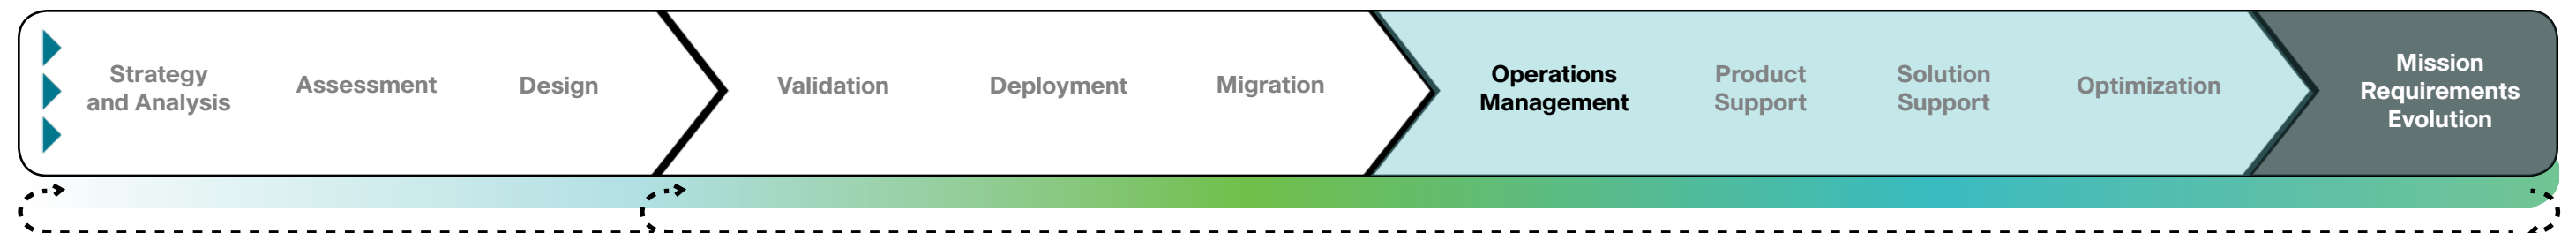 Strategy
and Analysis
Assessment
Design
Validation
Deployment
Migration
Operations
Management
Product
Support
Solution
Support
Optimization
Mission
Requirements
Evolution